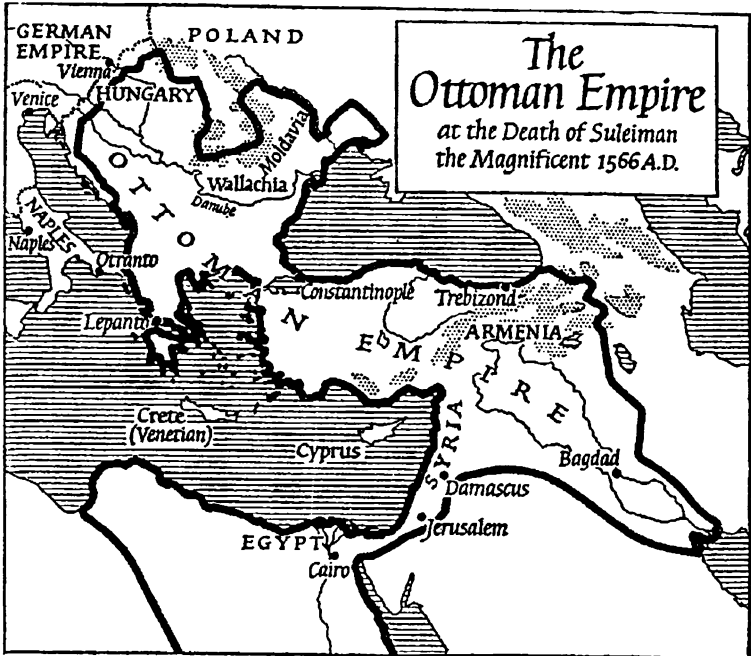 The
Ottoman Empire
at the Death of Suleiman
the Magnificent 1566 A.D.
GERMAN
EMPIRE
POLAND
Vienna
HUNGARY
Venice
Moldavia
Wallachia
Danube
NAPLES
Naples
Otranto
OTTOMAN EMPIRE
Constantinople
Trebizond
Lepanto
ARMENIA
Crete
(Venetian)
Cyprus
SYRIA
Bagdad
Damascus
Jerusalem
EGYPT
Cairo